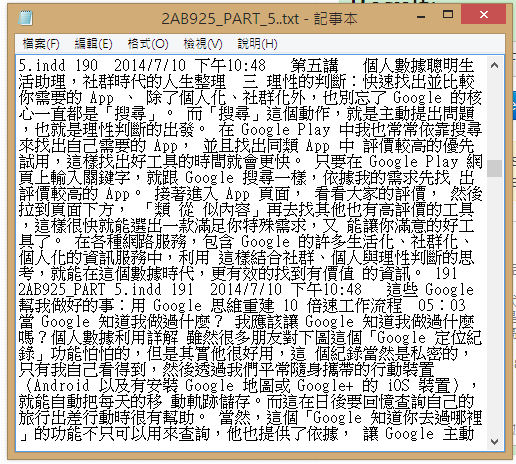 2AB925_PART_5..txt - 記事本
檔案(F) 編輯(E) 格式(O) 檢視(V) 說明(H)
5.indd 190 2014/7/10 下午10:48 第五講 個人數據聰明生
活助理，社群時代的人生整理 三 理性的判斷：快速找出並比較
你需要的 App 、 除了個人化、社群化外，也別忘了 Google 的核
心一直都是「搜尋」。 而「搜尋」這個動作，就是主動提出問題
，也就是理性判斷的出發。 在 Google Play 中我也常常依靠搜尋
來找出自己需要的 App， 並且找出同類 App 中 評價較高的優先
試用，這樣找出好工具的時間就會更快。 只要在 Google Play 網
頁上輸入關鍵字，就跟 Google 搜尋一樣，依據我的需求先找 出
評價較高的 App。 接著進入 App 頁面， 看看大家的評價， 然後
拉到頁面下方， 「類 從 似內容」再去找其他也有高評價的工具
，這樣很快就能選出一款滿足你特殊需求，又 能讓你滿意的好工
具了。 在各種網路服務，包含 Google 的許多生活化、社群化、
個人化的資訊服務中，利用 這樣結合社群、個人與理性判斷的思
考，就能在這個數據時代，更有效的找到有價值 的資訊。 191
2AB925_PART_5.indd 191 2014/7/10 下午10:48 這些 Google
幫我做好的事：用 Google 思維重建 10 倍速工作流程 05：03
當 Google 知道我做過什麼？ 我應該讓 Google 知道我做過什麼
嗎？個人數據利用詳解 雖然很多朋友對下面這個「Google 定位紀
錄」功能怕怕的，但是其實他很好用，這 個紀錄當然是私密的，
只有我自己看得到，然後透過我們平常隨身攜帶的行動裝置
（Android 以及有安裝 Google 地圖或 Google+ 的 iOS 裝置），
就能自動把每天的移 動軌跡儲存。而這在日後要回憶查詢自己的
旅行出差行動時很有幫助。 當然，這個「Google 知道你去過哪裡
」的功能不只可以用來查詢，他也提供了依據， 讓 Google 主動